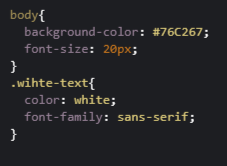 body{
  background-color: #76C267;
  font-size: 20px;
}
.wihte-text{
  color: white;
  font-family: sans-serif;
}